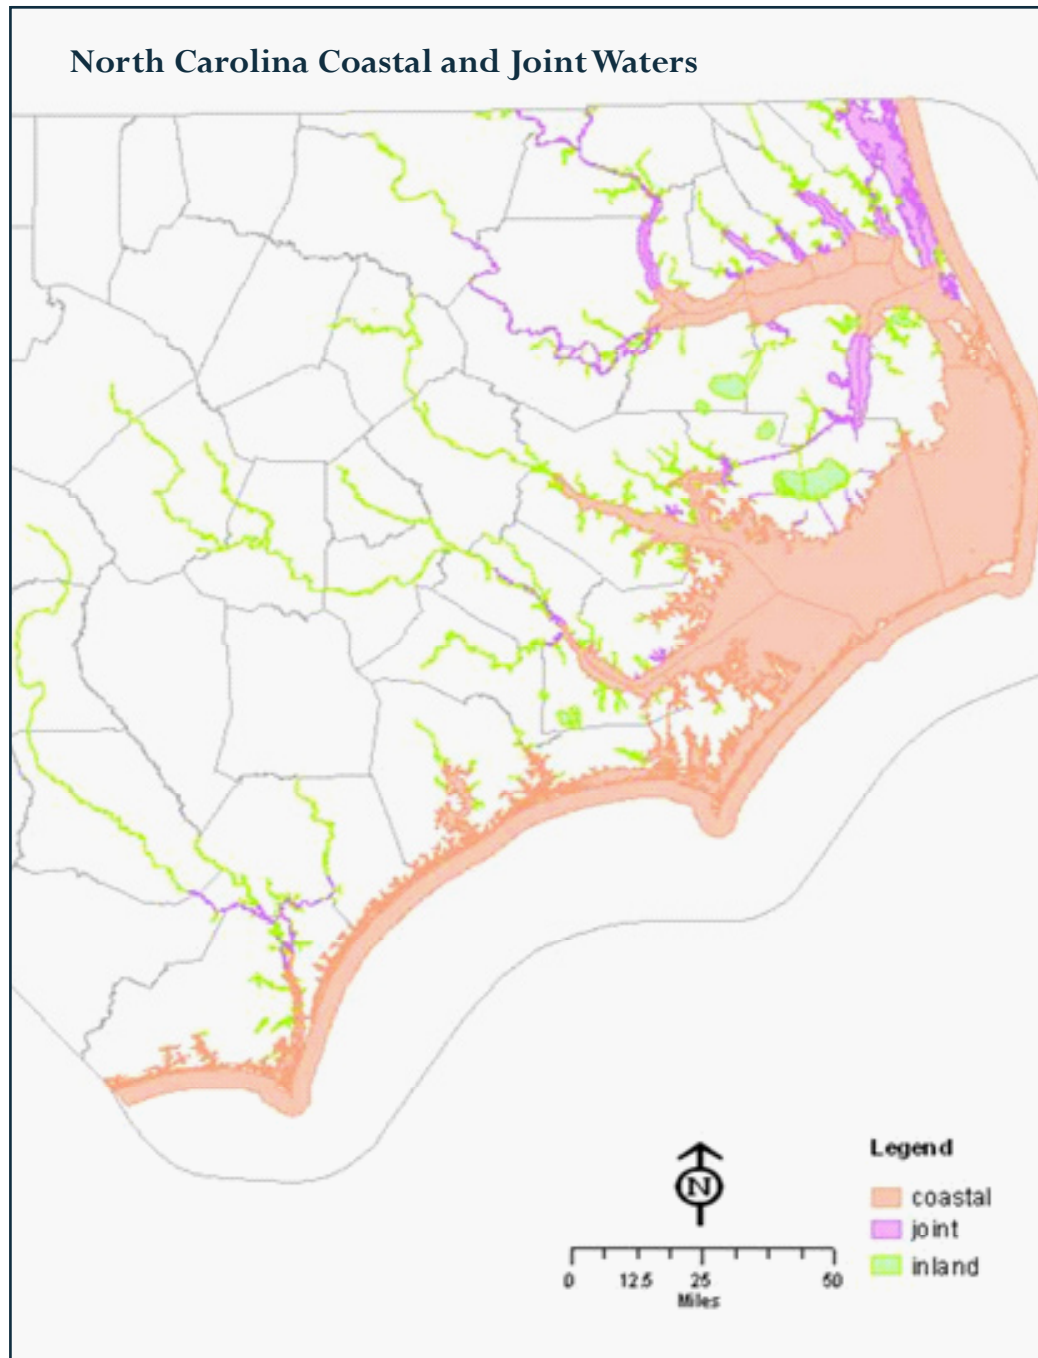 North Carolina Coastal and Joint Waters
N
Legend
coastal
joint
inland
0 12.5 25 50
Miles